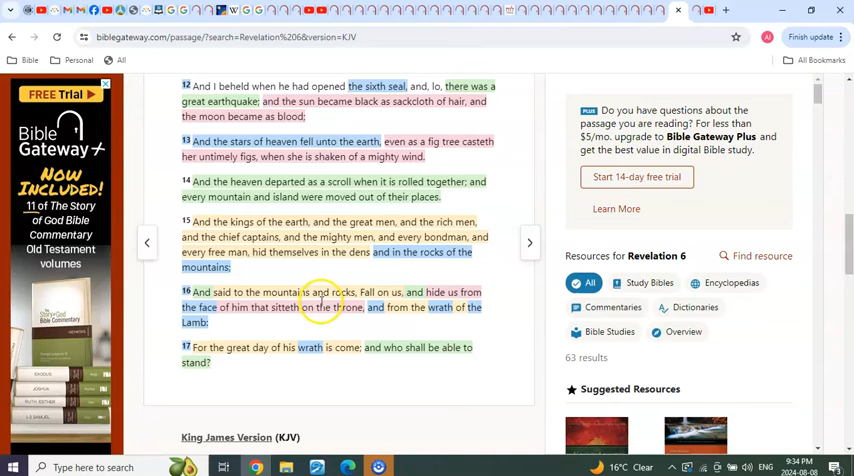 biblegateway.com/passage/?search=Revelation%206&version=KJV
AI
Finish update
Bible
Personal
All
All Bookmarks
FREE Trial
BIBLE
GATEWAY+
NOW
INCLUDED!
11 of The Story
of God Bible
Commentary
Old Testament
volumes
EXODUS
JOSHUA
12 And I beheld when he had opened the sixth seal, and, lo, there was a
great earthquake; and the sun became black as sackcloth of hair, and
the moon became as blood;
13 And the stars of heaven fell unto the earth, even as a fig tree casteth
her untimely figs, when she is shaken of a mighty wind.
14 And the heaven departed as a scroll when it is rolled together; and
every mountain and island were moved out of their places.
15 And the kings of the earth, and the great men, and the rich men,
and the chief captains, and the mighty men, and every bondman, and
every free man, hid themselves in the dens and in the rocks of the
mountains;
16 And said to the mountains and rocks, Fall on us, and hide us from
the face of him that sitteth on the throne, and from the wrath of the
Lamb:
17 For the great day of his wrath is come; and who shall be able to
stand?
King James Version (KJV)
PLUS Do you have questions about the
passage you are reading? For less than
$5/mo. upgrade to Bible Gateway Plus and
get the best value in digital Bible study.
Start 14-day free trial
Learn More
Resources for Revelation 6
Find resource
All
Study Bibles
Encyclopedias
Commentaries
Dictionaries
Bible Studies
Overview
63 results
Suggested Resources
Type here to search
16°C Clear
ENG
9:34 PM
2024-08-08
3